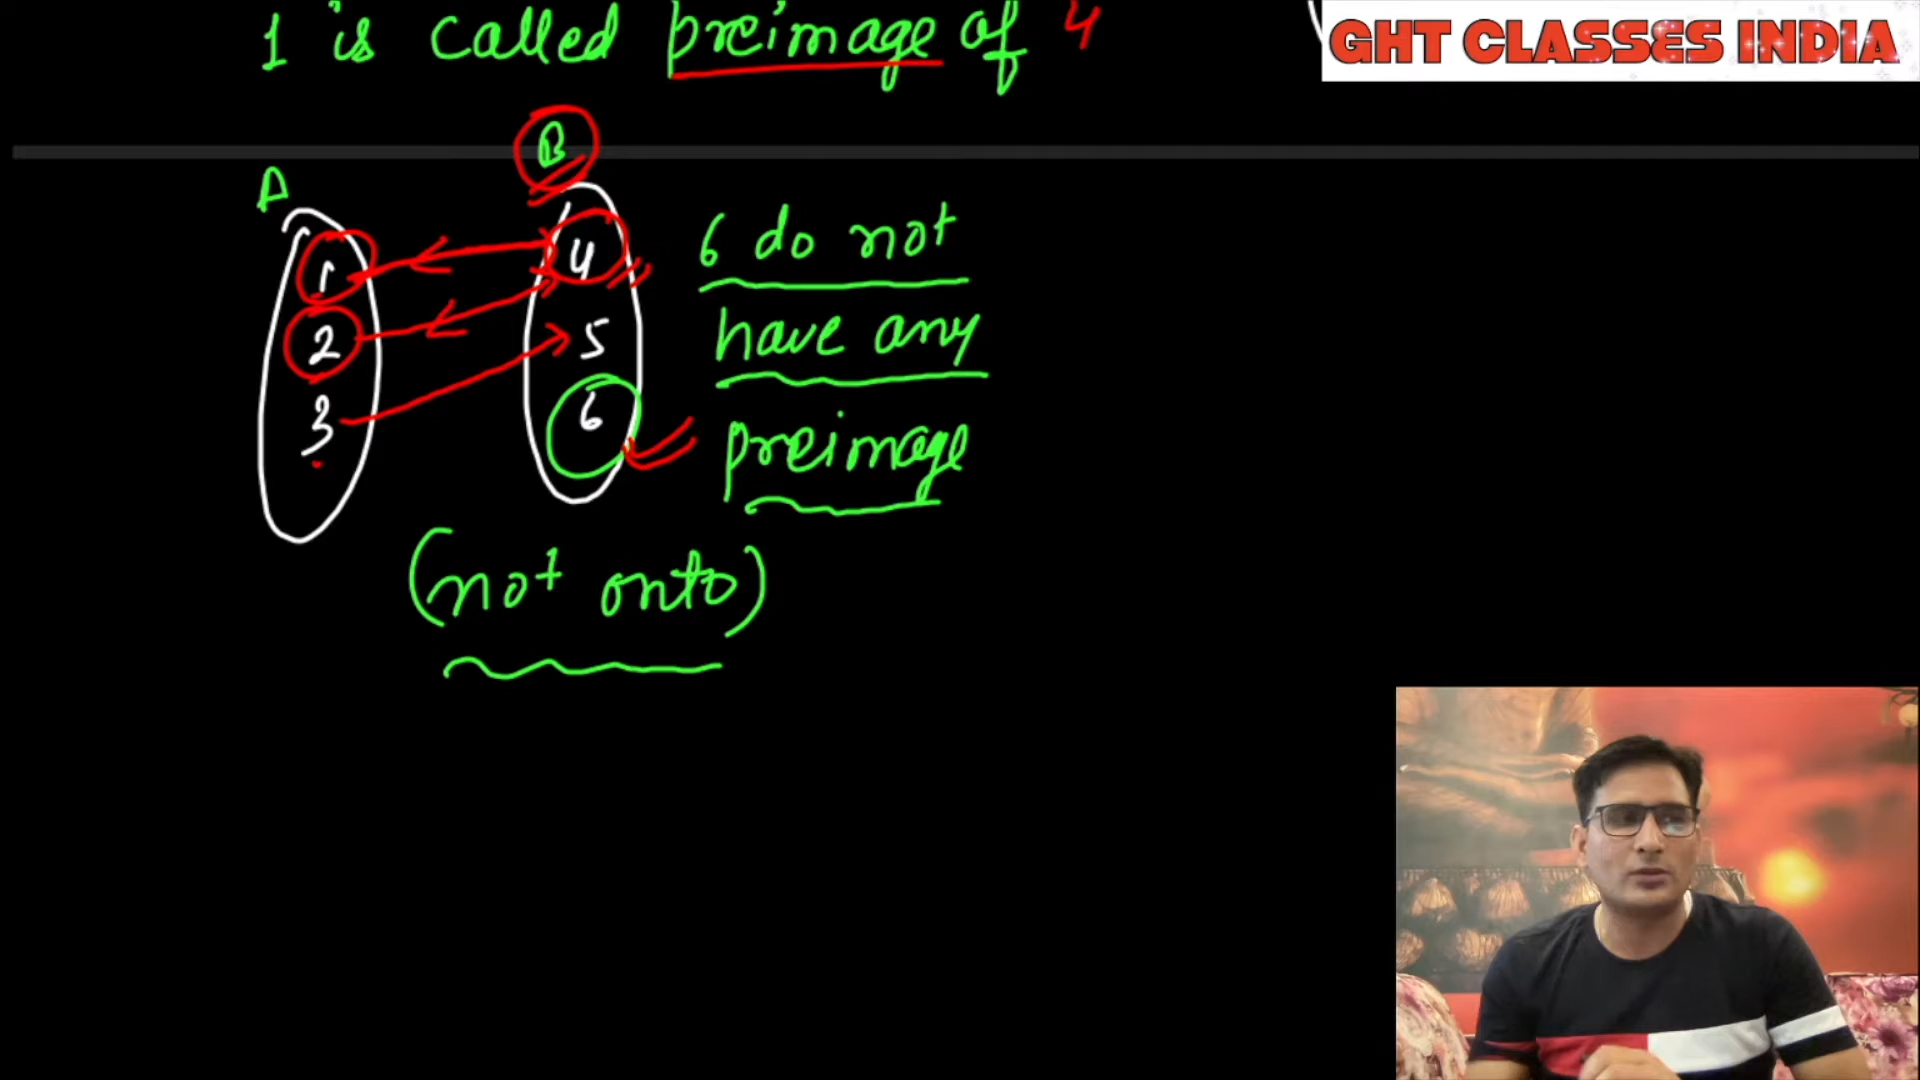 1 is called preimage of 4
GHT CLASSES INDIA
B
A
1
4
2
5
3
6
6 do not
have any
preimage
(not onto)